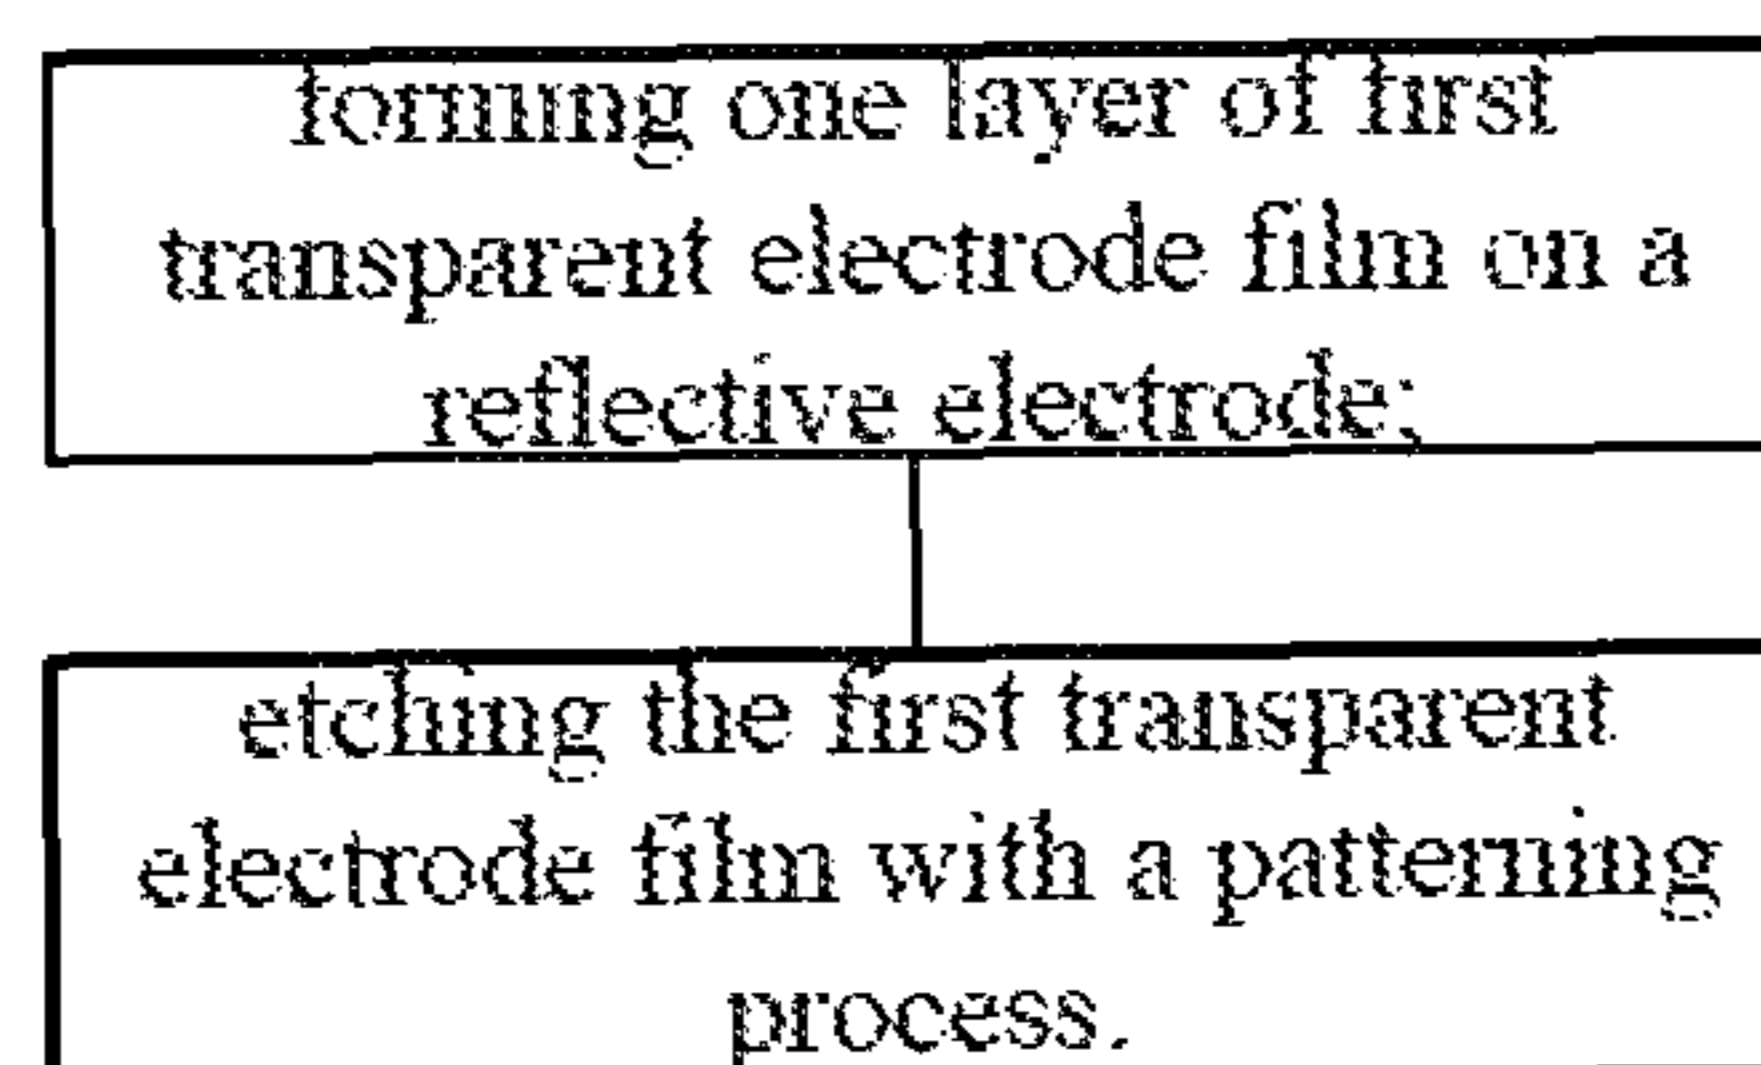 forming one layer of first
transparent electrode film on a
reflective electrode;
etching the first transparent
electrode film with a patterning
process.